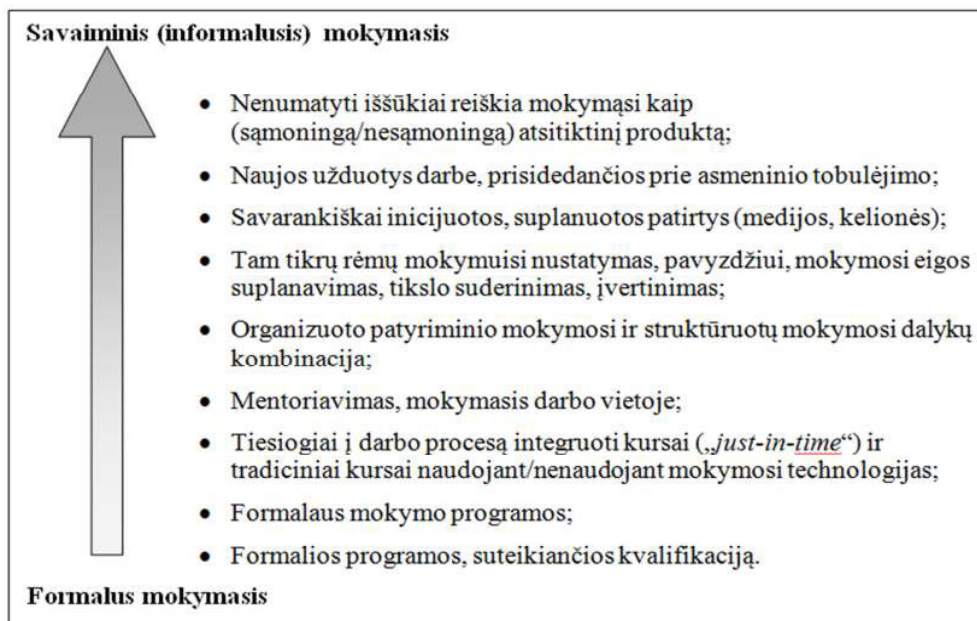 Savaiminis (informalusis) mokymasis
• Nenumatyti iššūkiai reiškia mokymąsi kaip
(sąmoningą/nesąmoningą) atsitiktinį produktą;
• Naujos užduotys darbe, prisidedančios prie asmeninio tobulėjimo;
• Savarankiškai inicijuotos, suplanuotos patirtys (medijos, kelionės);
• Tam tikrų rėmų mokymuisi nustatymas, pavyzdžiui, mokymosi eigos
suplanavimas, tikslo suderinimas, įvertinimas;
• Organizuoto patyriminio mokymosi ir struktūruotų mokymosi dalykų
kombinacija;
• Mentoriavimas, mokymasis darbo vietoje;
• Tiesiogiai į darbo procesą integruoti kursai („just-in-time“) ir
tradiciniai kursai naudojant/nenaudojant mokymosi technologijas;
• Formalaus mokymo programos;
• Formalios programos, suteikiančios kvalifikaciją.
Formalus mokymasis